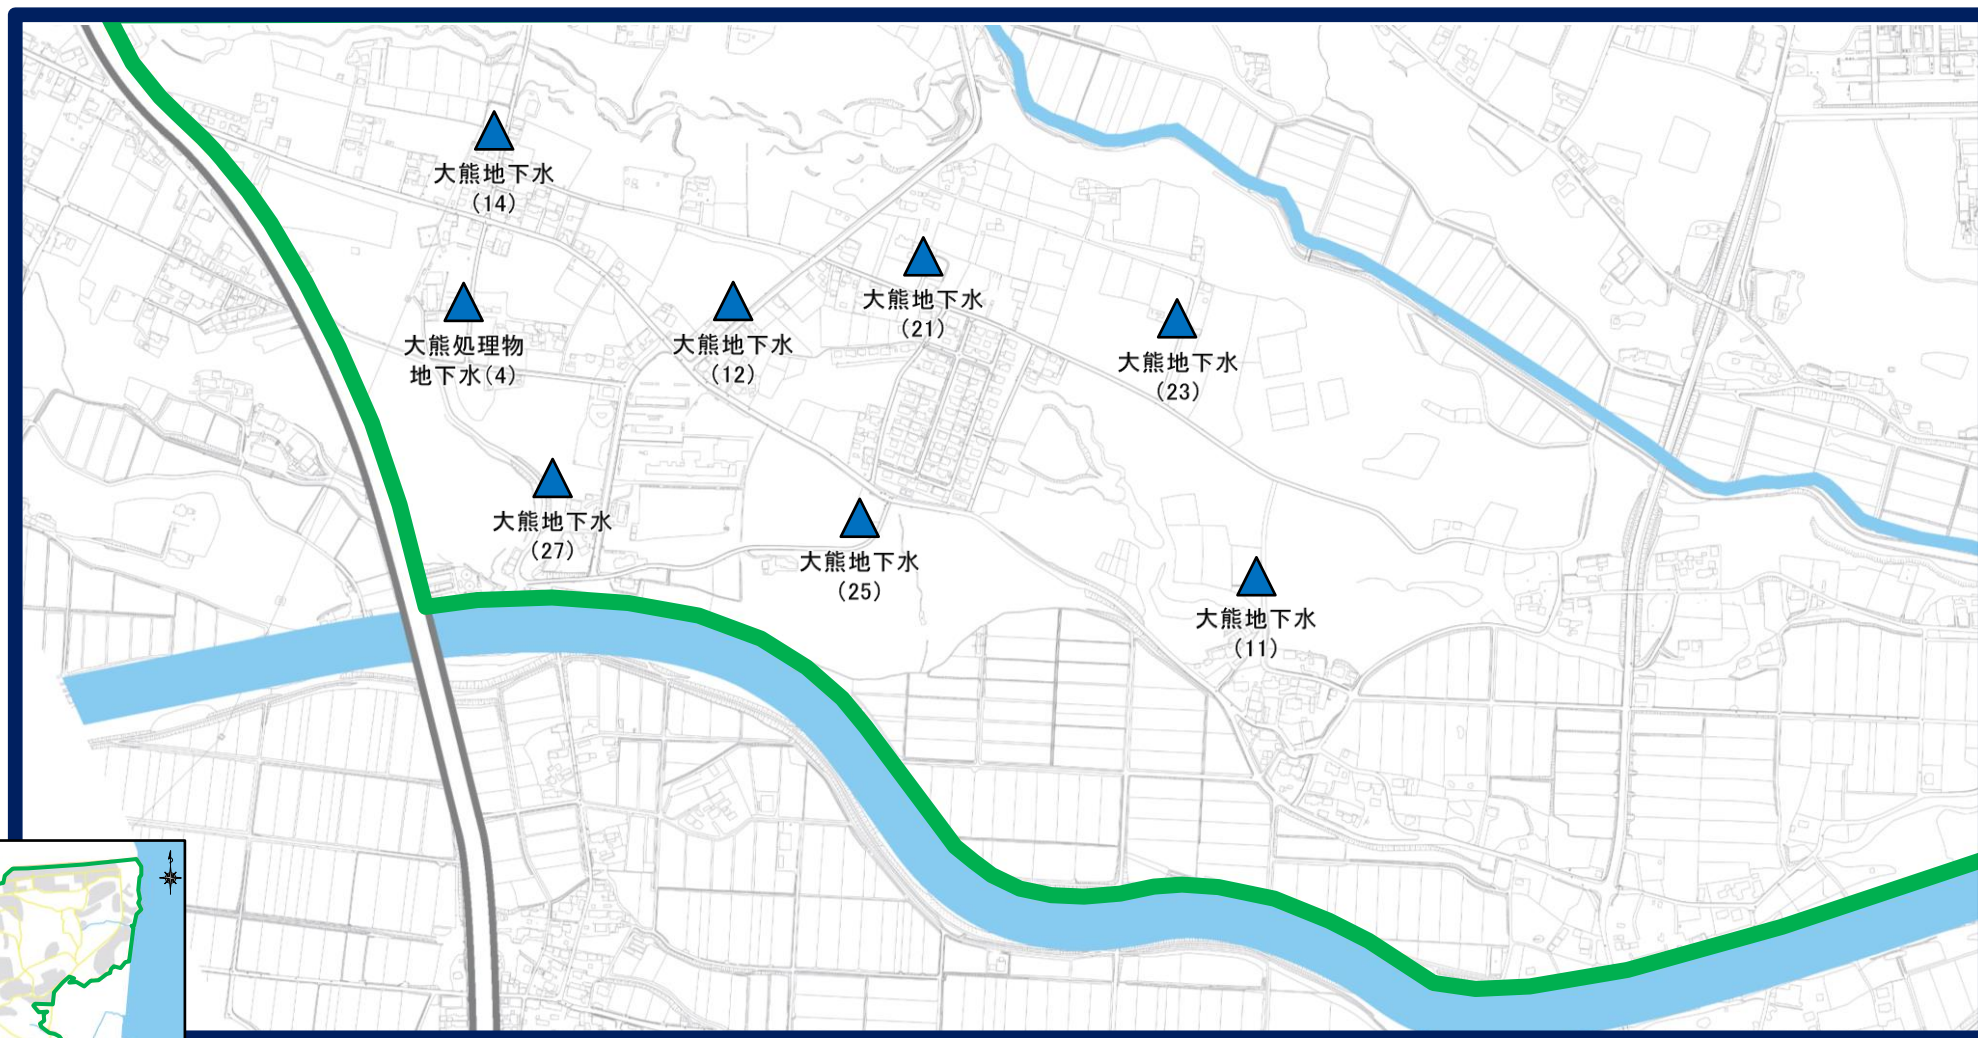 大熊地下水
(14)
大熊地下水
(21)
大熊処理物
地下水(4)
大熊地下水
(12)
大熊地下水
(23)
大熊地下水
(27)
大熊地下水
(25)
大熊地下水
(11)